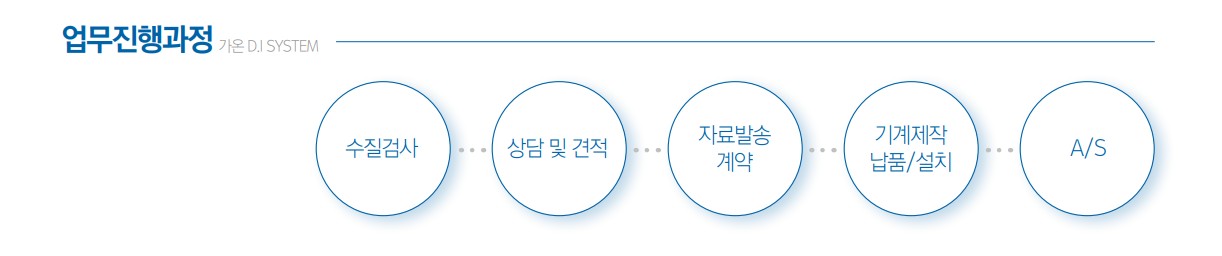 업무진행과정 가온 D.I SYSTEM
수질검사
상담 및 견적
자료발송
계약
기계제작
납품/설치
A/S